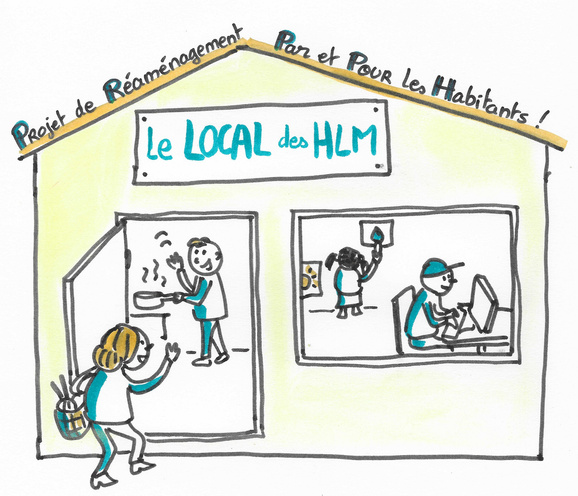 Projet de Réaménagement Par et Pour les Habitants !
Le LOCAL des HLM